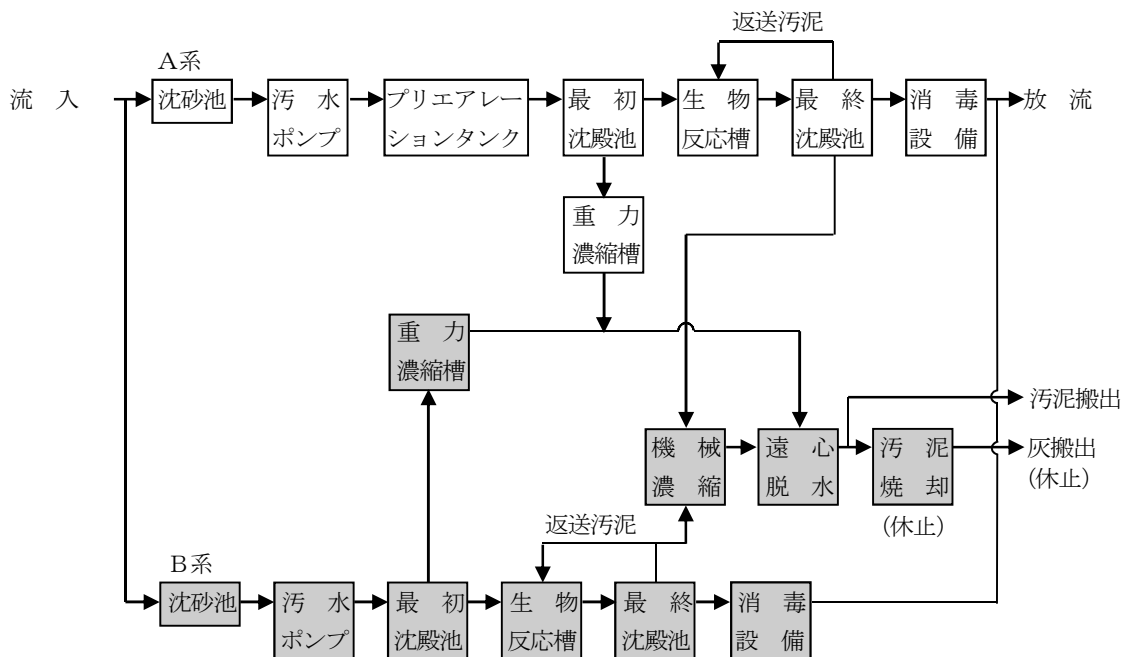 返送汚泥
A系
流　入
沈砂池
汚　水
ポンプ
プリエアレー
ションタンク
最　初
沈殿池
生　物
反応槽
最　終
沈殿池
消　毒
設　備
放　流
重　力
濃縮槽
重　力
濃縮槽
汚泥搬出
機　械
濃　縮
遠　心
脱　水
汚　泥
焼　却
灰搬出
(休止)
(休止)
返送汚泥
B系
沈砂池
汚　水
ポンプ
最　初
沈殿池
生　物
反応槽
最　終
沈殿池
消　毒
設　備